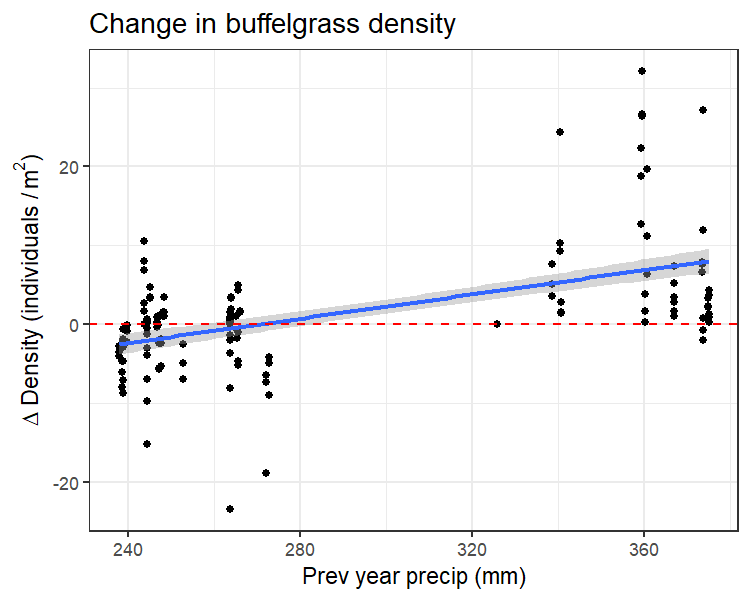 Change in buffelgrass density
Δ Density (individuals / m²)
20
0
-20
240 280 320 360
Prev year precip (mm)